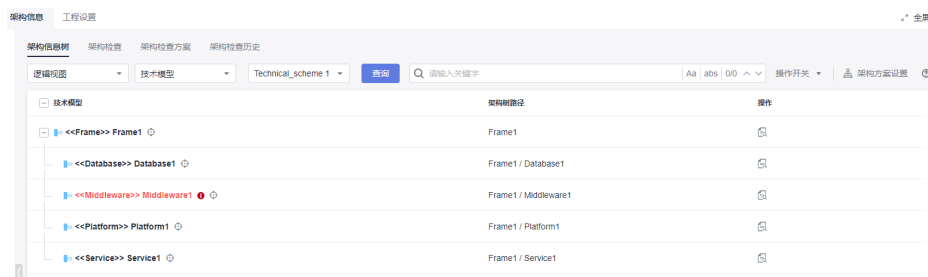 架构信息 工程设置 全屏
架构信息树 架构检查 架构检查方案 架构检查历史
逻辑视图 技术模型 Technical_scheme 1 查询 请输入关键字 Aa abs 0/0 操作开关 架构方案设置
技术模型 架构树路径 操作
<<Frame>> Frame1 Frame1
<<Database>> Database1 Frame1 / Database1
<<Middleware>> Middleware1 Frame1 / Middleware1
<<Platform>> Platform1 Frame1 / Platform1
<<Service>> Service1 Frame1 / Service1